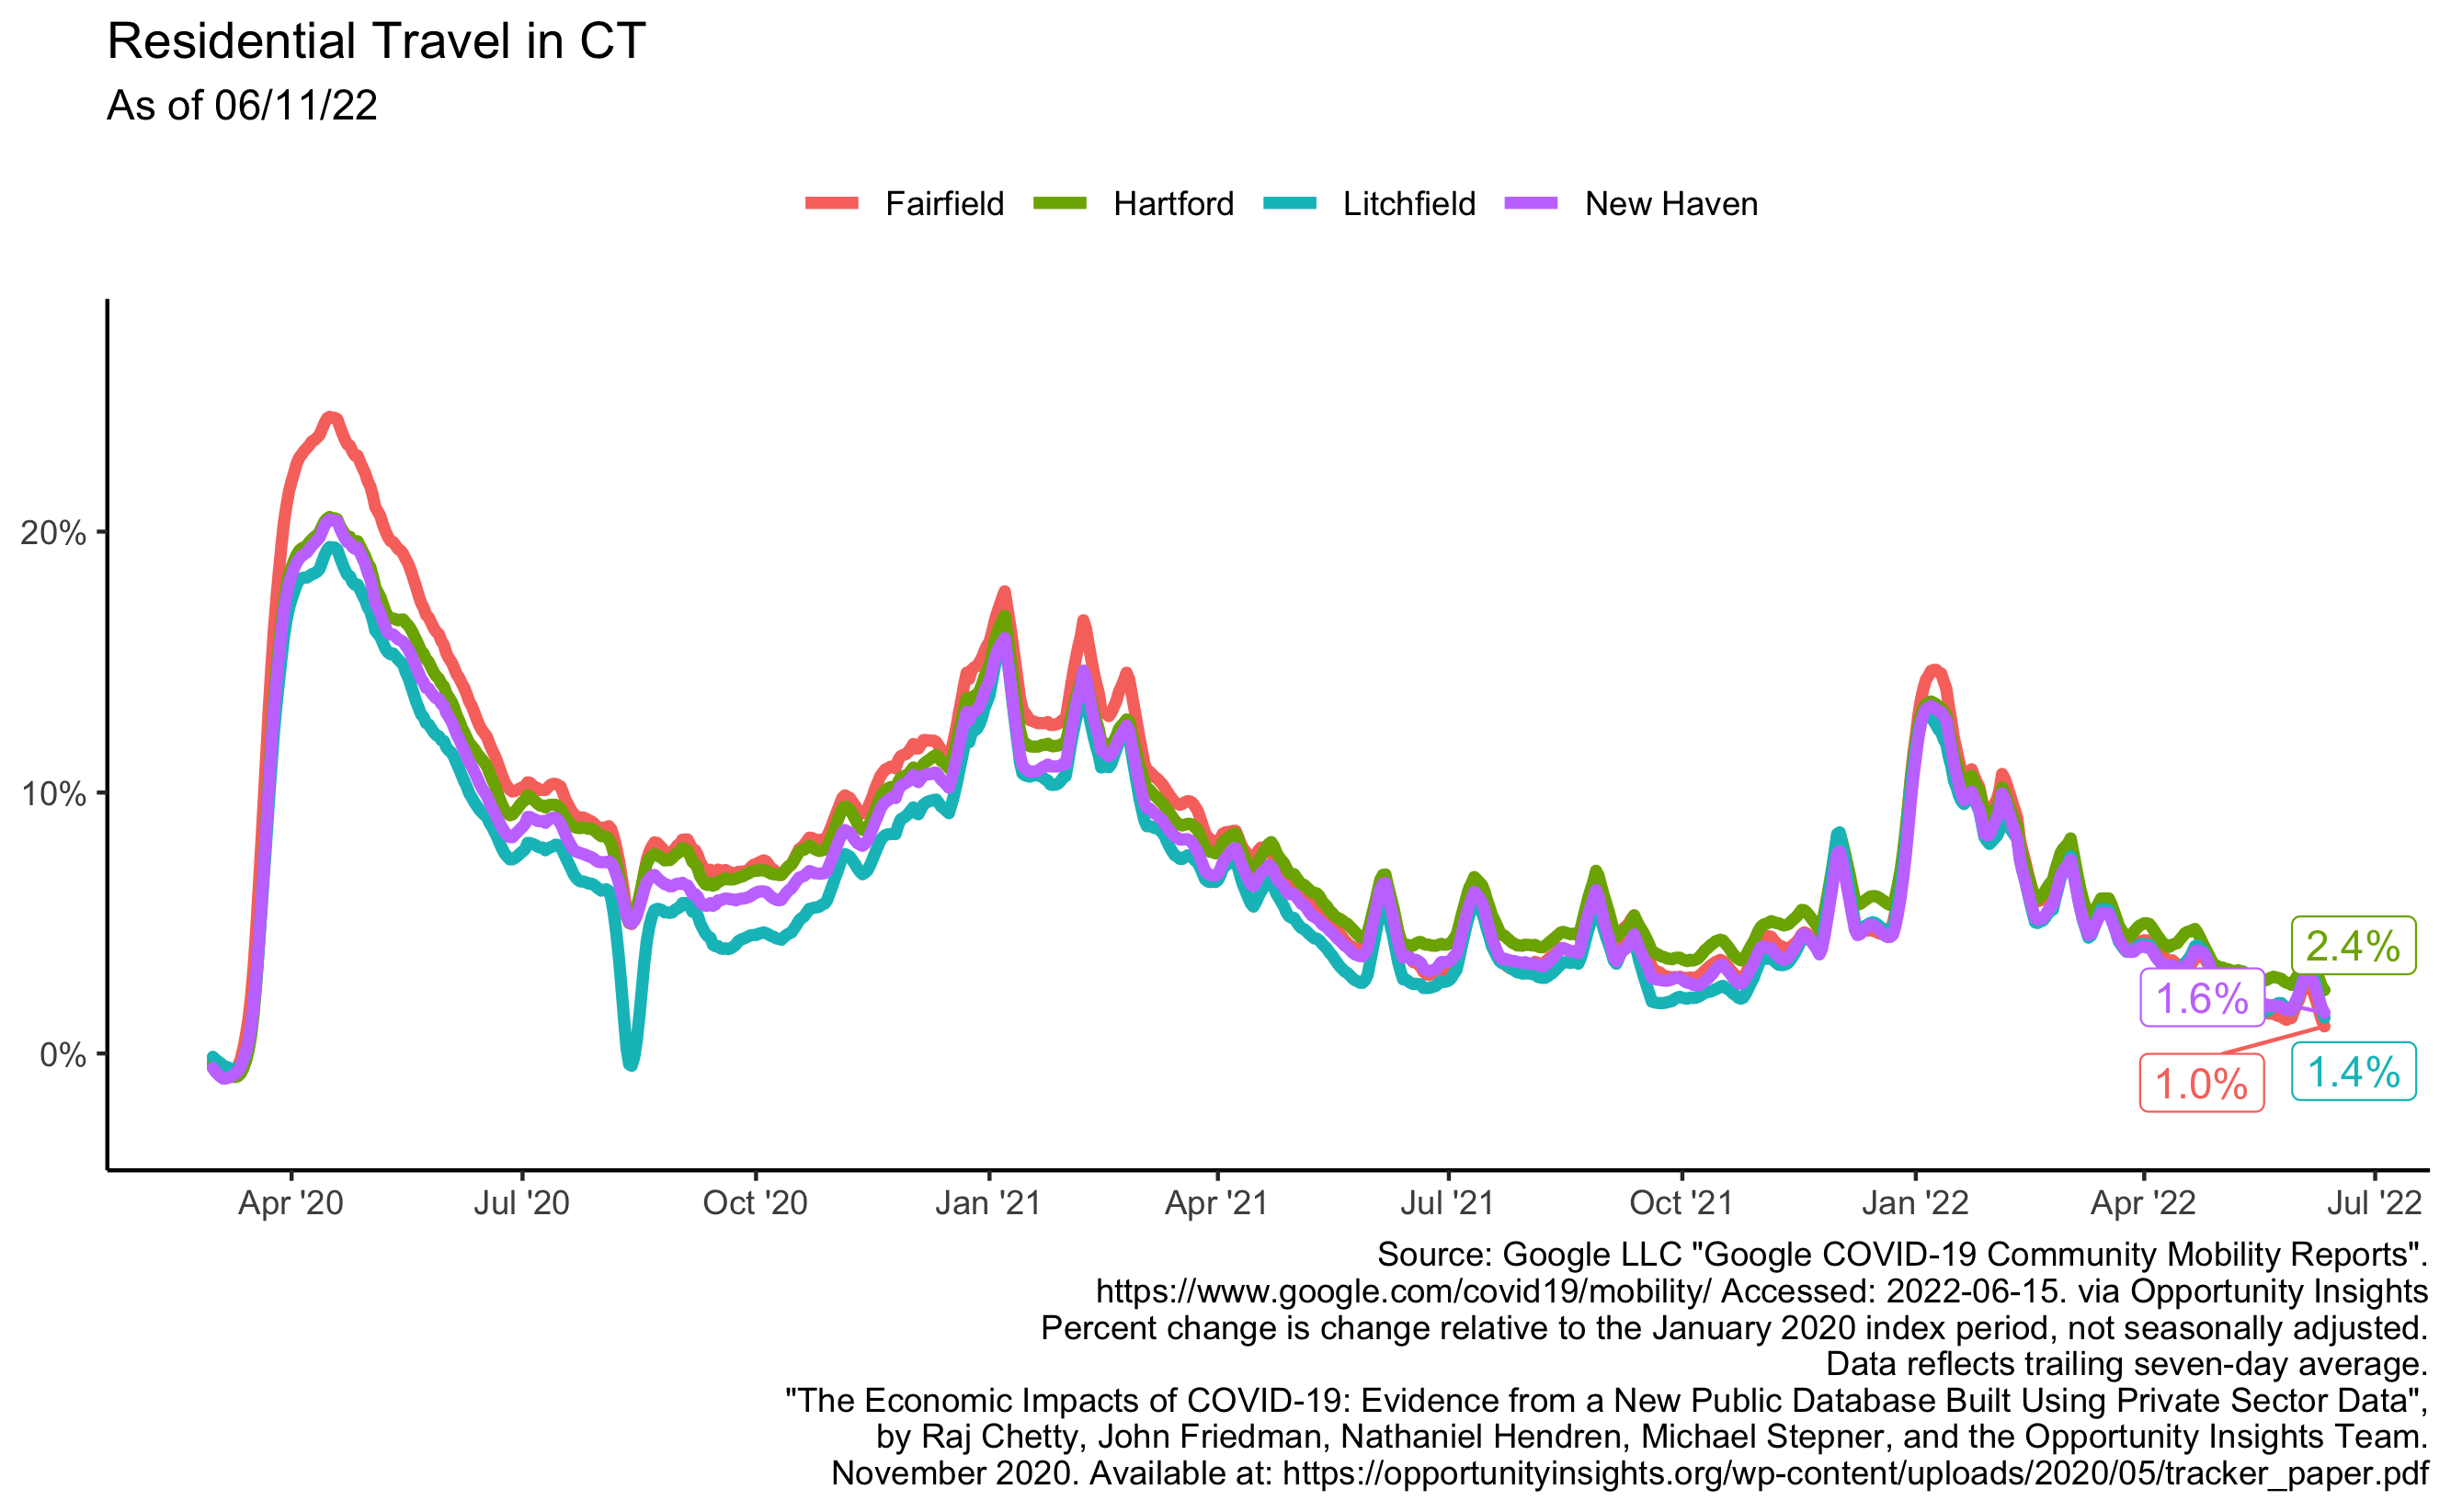 Residential Travel in CT
As of 06/11/22
Fairfield Hartford Litchfield New Haven
20%
10%
0%
2.4%
1.6%
1.0%
1.4%
Apr '20 Jul '20 Oct '20 Jan '21 Apr '21 Jul '21 Oct '21 Jan '22 Apr '22 Jul '22
Source: Google LLC "Google COVID-19 Community Mobility Reports".
https://www.google.com/covid19/mobility/ Accessed: 2022-06-15. via Opportunity Insights
Percent change is change relative to the January 2020 index period, not seasonally adjusted.
Data reflects trailing seven-day average.
"The Economic Impacts of COVID-19: Evidence from a New Public Database Built Using Private Sector Data",
by Raj Chetty, John Friedman, Nathaniel Hendren, Michael Stepner, and the Opportunity Insights Team.
November 2020. Available at: https://opportunityinsights.org/wp-content/uploads/2020/05/tracker_paper.pdf